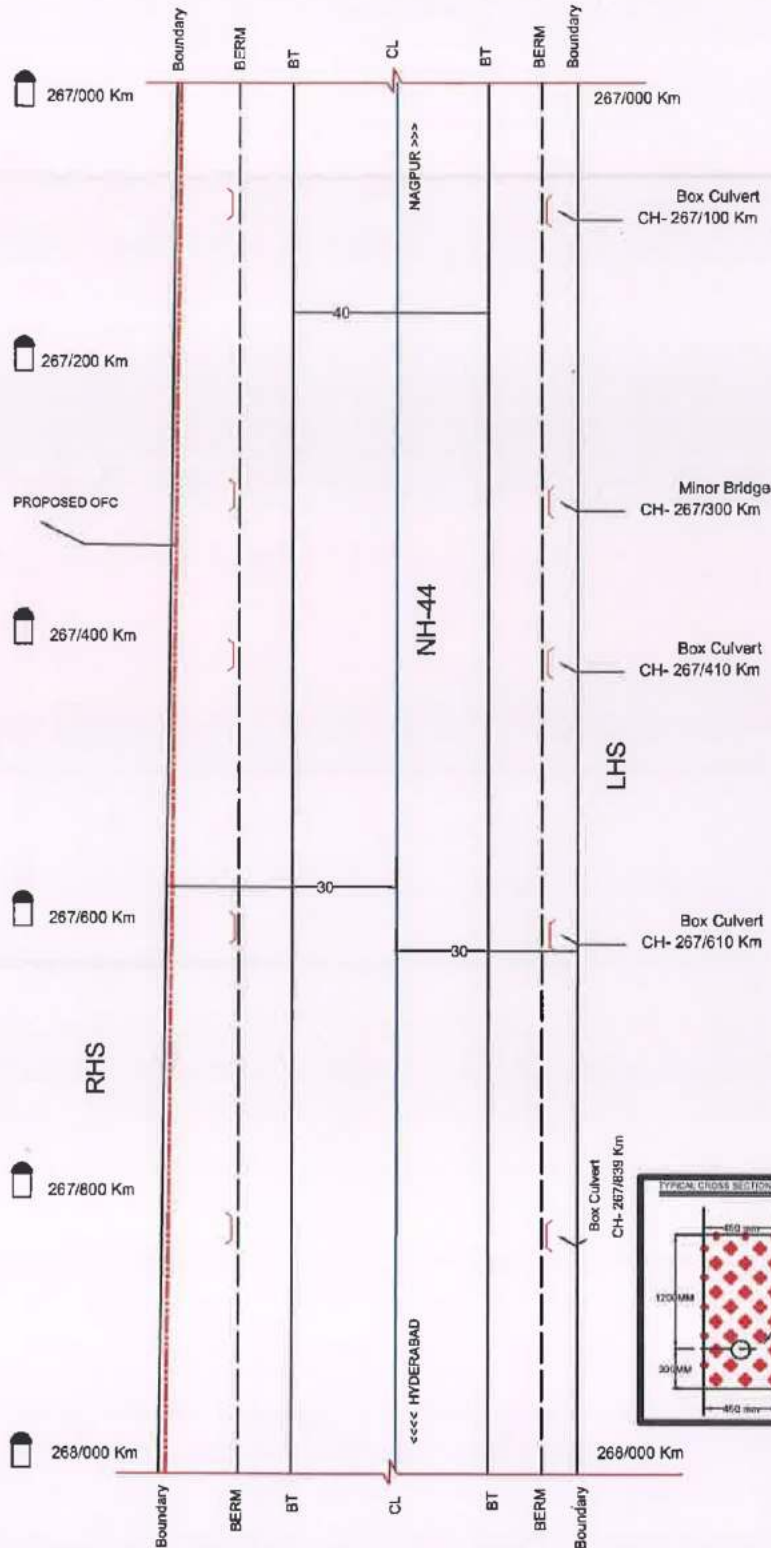 Boundary
BERM
BT
CL
BT
BERM
Boundary
267/000 Km
267/000 Km
NAGPUR >>>
Box Culvert
CH- 267/100 Km
40
267/200 Km
PROPOSED OFC
Minor Bridge
CH- 267/300 Km
267/400 Km
NH-44
Box Culvert
CH- 267/410 Km
LHS
30
267/600 Km
Box Culvert
CH- 267/610 Km
30
RHS
267/800 Km
Box Culvert
CH- 267/839 Km
TYPICAL CROSS SECTION
450 mm
1200MM
300MM
450 mm
<<<< HYDERABAD
268/000 Km
268/000 Km
Boundary
BERM
BT
CL
BT
BERM
Boundary